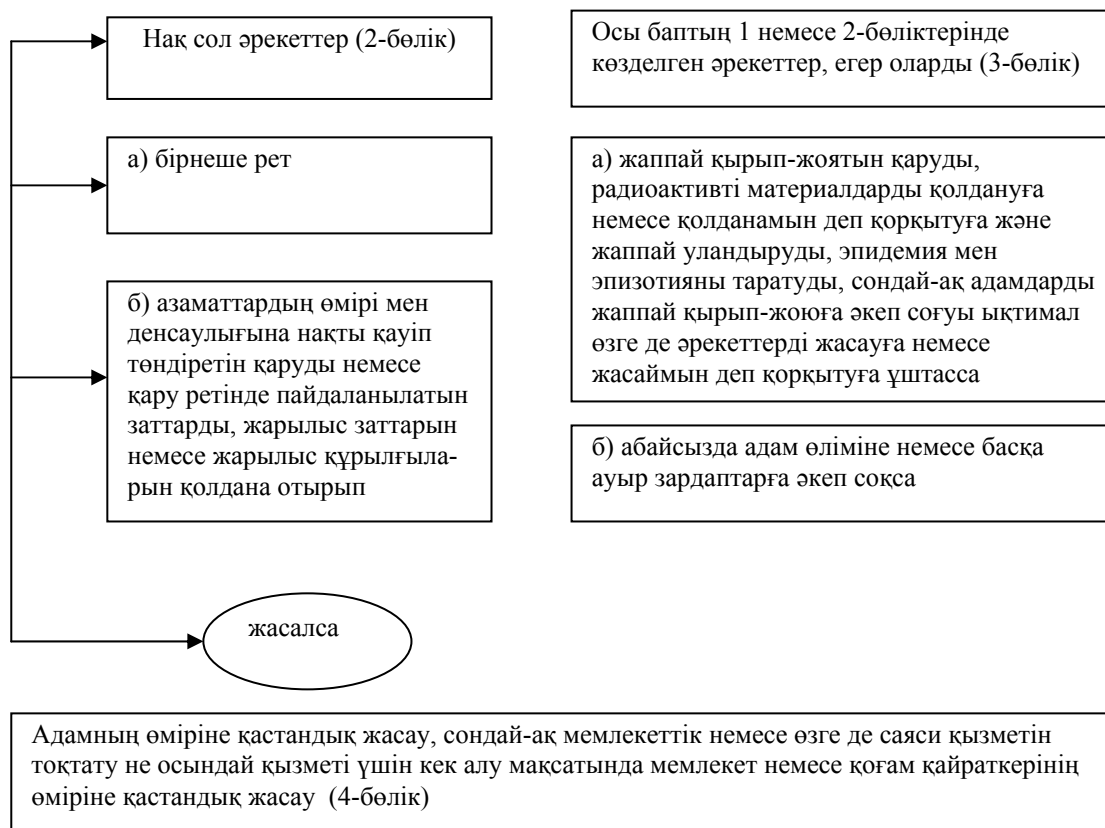 Нақ сол әрекеттер (2-бөлік)
а) бірнеше рет
б) азаматтардың өмірі мен
денсаулығына нақты қауіп
төндіретін қаруды немесе
қару ретінде пайдаланылатын
заттарды, жарылыс заттарын
немесе жарылыс құрылғыла-
рын қолдана отырып
жасалса
Осы баптың 1 немесе 2-бөліктерінде
көзделген әрекеттер, егер оларды (3-бөлік)
а) жаппай қырып-жоятын қаруды,
радиоактивті материалдарды қолдануға
немесе қолданамын деп қорқытуға және
жаппай уландыруды, эпидемия мен
эпизотияны таратуды, сондай-ақ адамдарды
жаппай қырып-жоюға әкеп соғуы ықтимал
өзге де әрекеттерді жасауға немесе
жасаймын деп қорқытуға ұштасса
б) абайсызда адам өліміне немесе басқа
ауыр зардаптарға әкеп соқса
Адамның өміріне қастандық жасау, сондай-ақ мемлекеттік немесе өзге де саяси қызметін
тоқтату не осындай қызметі үшін кек алу мақсатында мемлекет немесе қоғам қайраткерінің
өміріне қастандық жасау (4-бөлік)